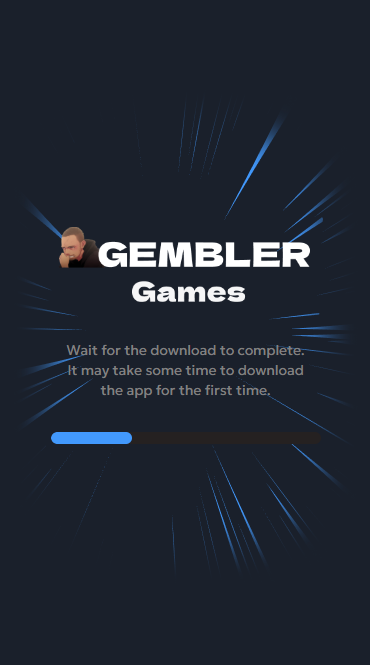 GEMBLER
Games
Wait for the download to complete.
It may take some time to download
the app for the first time.